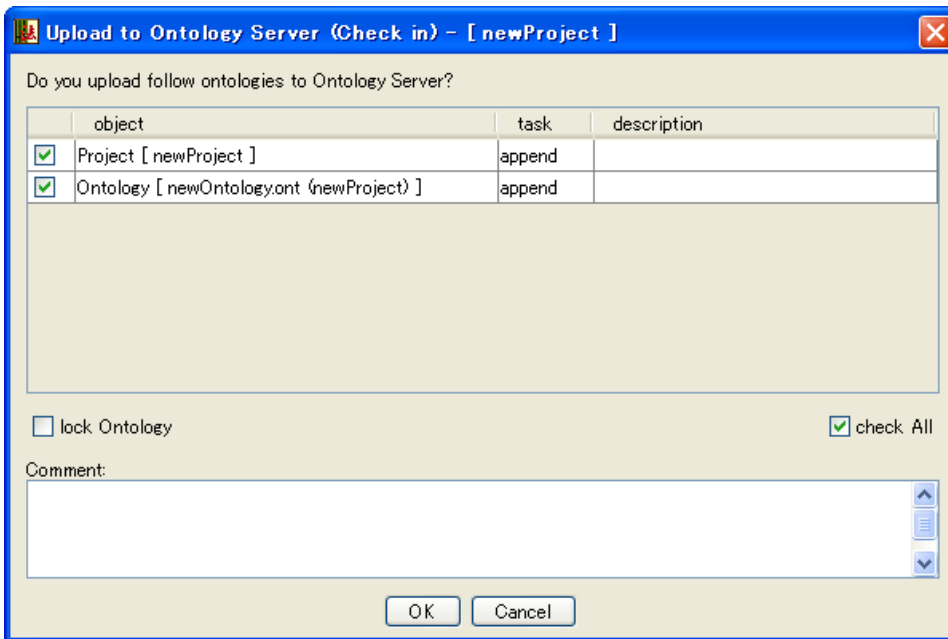 Upload to Ontology Server (Check in) - [ newProject ]
Do you upload follow ontologies to Ontology Server?
object task description
Project [ newProject ] append
Ontology [ newOntology.ont (newProject) ] append
lock Ontology check All
Comment:
OK Cancel